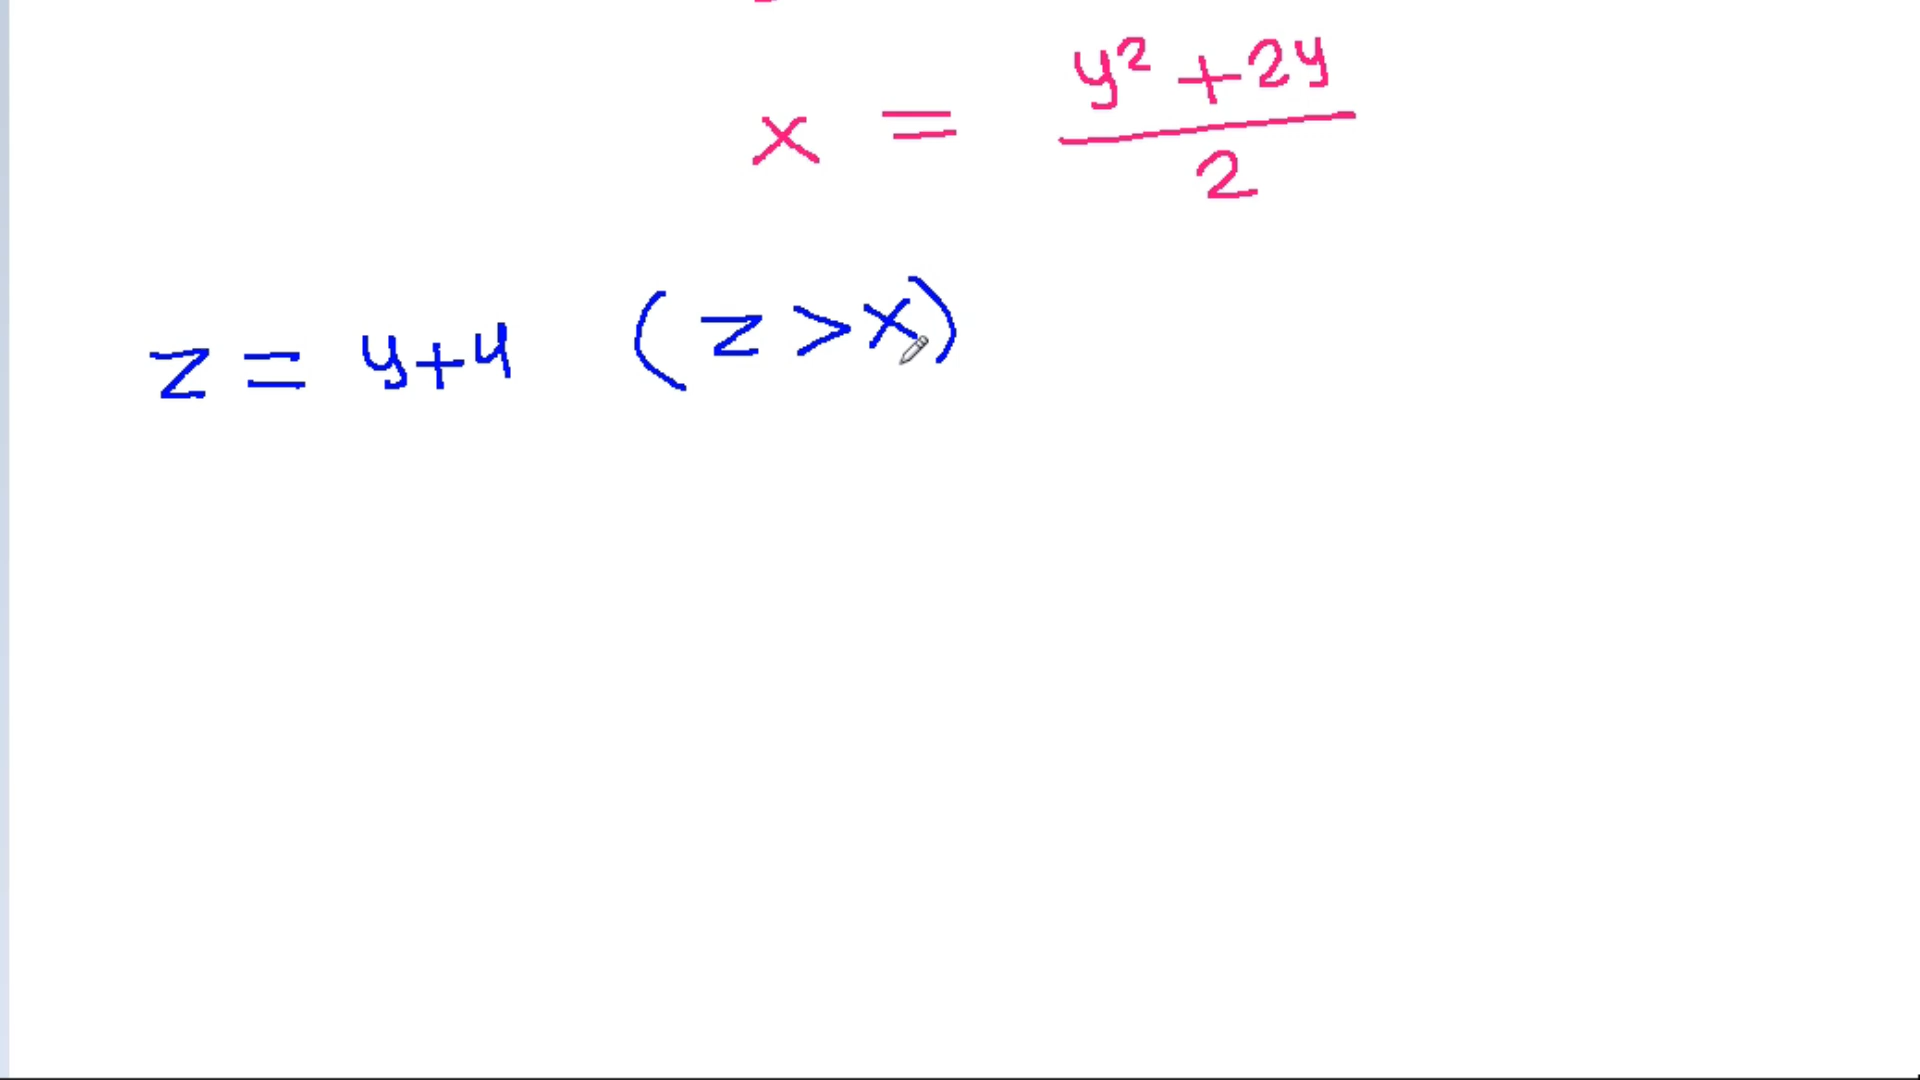 x = y² + 2y / 2
z = y+4 (z > x)